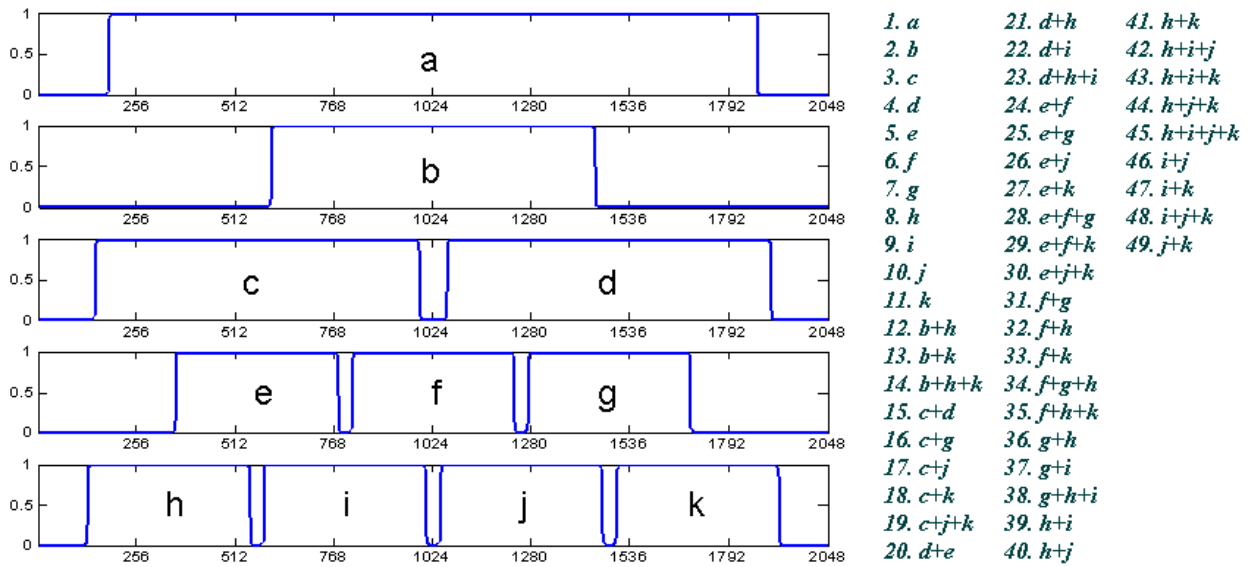 1
0.5
0
a
256 512 768 1024 1280 1536 1792 2048
1
0.5
0
b
256 512 768 1024 1280 1536 1792 2048
1
0.5
0
c d
256 512 768 1024 1280 1536 1792 2048
1
0.5
0
e f g
256 512 768 1024 1280 1536 1792 2048
1
0.5
0
h i j k
256 512 768 1024 1280 1536 1792 2048
1. a
2. b
3. c
4. d
5. e
6. f
7. g
8. h
9. i
10. j
11. k
12. b+h
13. b+k
14. b+h+k
15. c+d
16. c+g
17. c+j
18. c+k
19. c+j+k
20. d+e
21. d+h
22. d+i
23. d+h+i
24. e+f
25. e+g
26. e+j
27. e+k
28. e+f+g
29. e+f+k
30. e+j+k
31. f+g
32. f+h
33. f+k
34. f+g+h
35. f+h+k
36. g+h
37. g+i
38. g+h+i
39. h+i
40. h+j
41. h+k
42. h+i+j
43. h+i+k
44. h+j+k
45. h+i+j+k
46. i+j
47. i+k
48. i+j+k
49. j+k